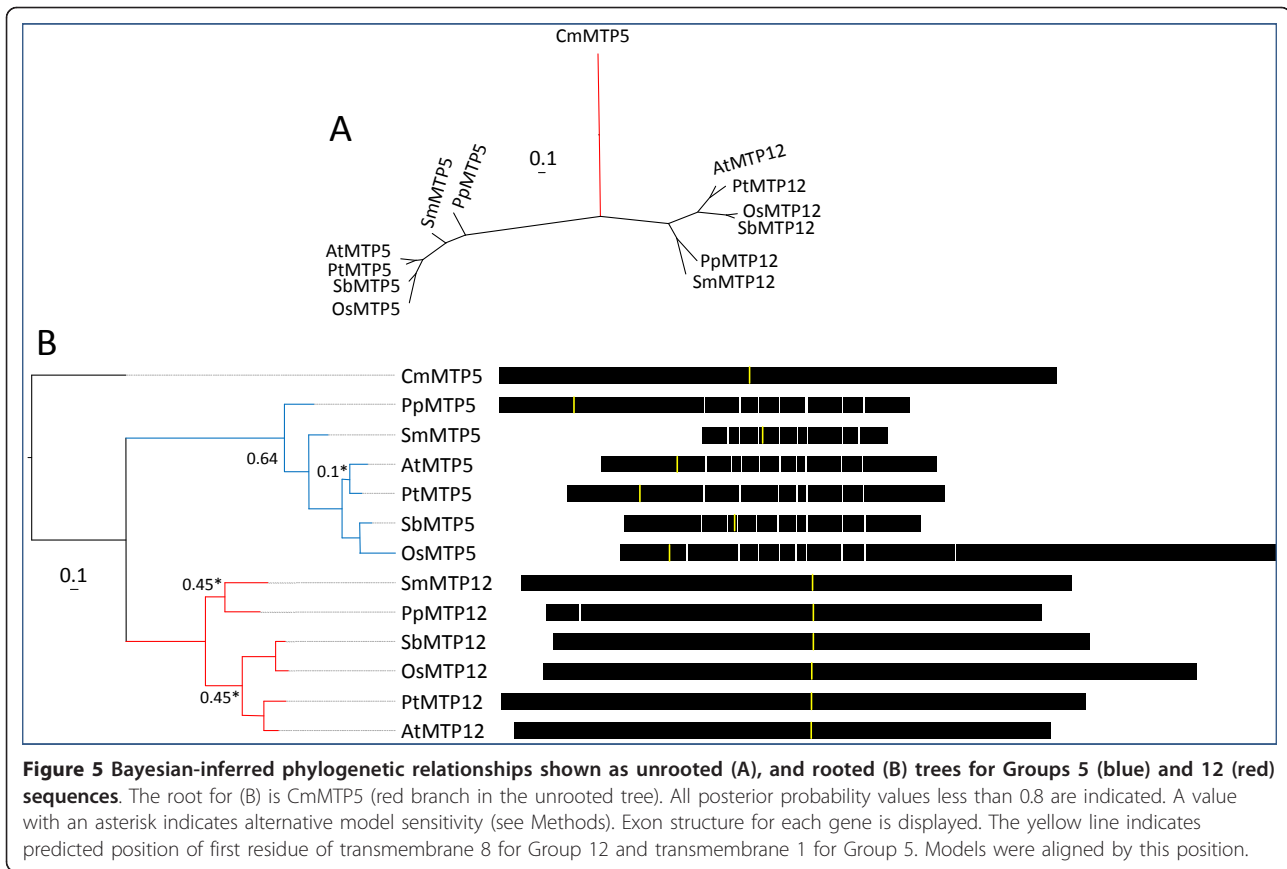 CmMTP5
A
0.1
SmMTP5
PpMTP5
AtMTP5
PtMTP5
SbMTP5
OsMTP5
AtMTP12
PtMTP12
OsMTP12
SbMTP12
PpMTP12
SmMTP12
B
CmMTP5
PpMTP5
SmMTP5
0.64
0.1*
AtMTP5
PtMTP5
SbMTP5
OsMTP5
0.1
0.45*
SmMTP12
PpMTP12
SbMTP12
OsMTP12
0.45*
PtMTP12
AtMTP12
Figure 5 Bayesian-inferred phylogenetic relationships shown as unrooted (A), and rooted (B) trees for Groups 5 (blue) and 12 (red)
sequences. The root for (B) is CmMTP5 (red branch in the unrooted tree). All posterior probability values less than 0.8 are indicated. A value
with an asterisk indicates alternative model sensitivity (see Methods). Exon structure for each gene is displayed. The yellow line indicates
predicted position of first residue of transmembrane 8 for Group 12 and transmembrane 1 for Group 5. Models were aligned by this position.